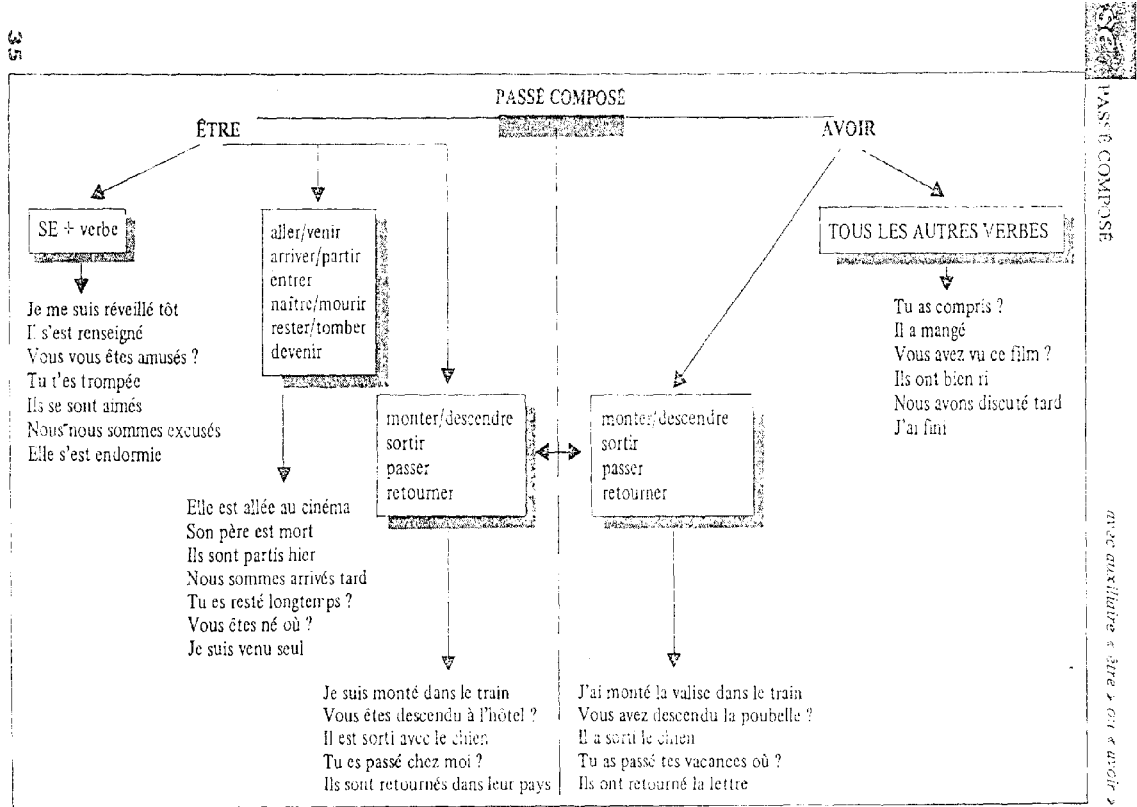 35
PASSÉ COMPOSÉ
avec auxiliaire « être » ou « avoir »
PASSÉ COMPOSÉ
ÊTRE
AVOIR
SE + verbe
Je me suis réveillé tôt
Il s'est renseigné
Vous vous êtes amusés ?
Tu t'es trompée
Ils se sont aimés
Nous nous sommes excusés
Elle s'est endormie
aller/venir
arriver/partir
entrer
naître/mourir
rester/tomber
devenir
Elle est allée au cinéma
Son père est mort
Ils sont partis hier
Nous sommes arrivés tard
Tu es resté longtemps ?
Vous êtes né où ?
Je suis venu seul
monter/descendre
sortir
passer
retourner
Je suis monté dans le train
Vous êtes descendu à l'hôtel ?
Il est sorti avec le chien
Tu es passé chez moi ?
Ils sont retournés dans leur pays
monter/descendre
sortir
passer
retourner
J'ai monté la valise dans le train
Vous avez descendu la poubelle ?
Il a sorti le chien
Tu as passé tes vacances où ?
Ils ont retourné la lettre
TOUS LES AUTRES VERBES
Tu as compris ?
Il a mangé
Vous avez vu ce film ?
Ils ont bien ri
Nous avons discuté tard
J'ai fini